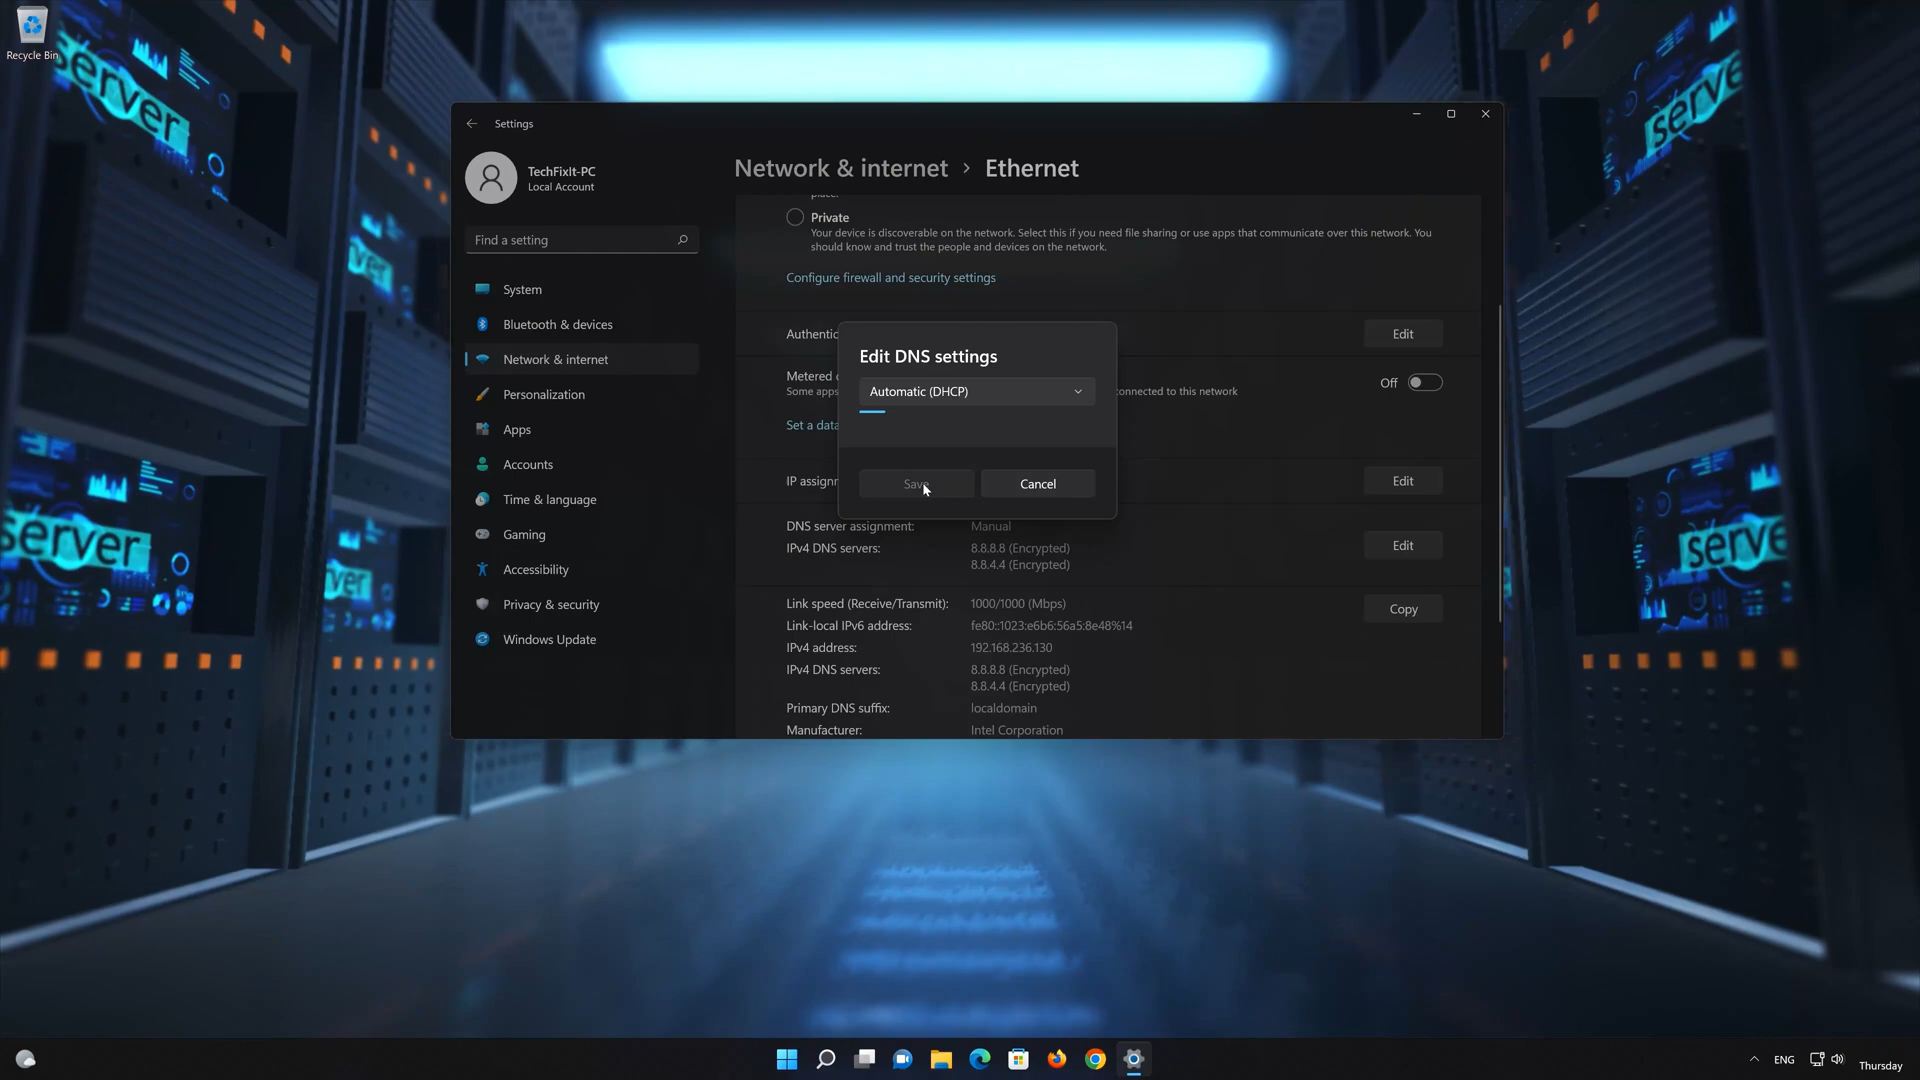 Recycle Bin
server
server
server
server
Settings
TechFixIt-PC
Local Account
Find a setting
System
Bluetooth & devices
Network & internet
Personalization
Apps
Accounts
Time & language
Gaming
Accessibility
Privacy & security
Windows Update
Network & internet > Ethernet
place.
Private
Your device is discoverable on the network. Select this if you need file sharing or use apps that communicate over this network. You
should know and trust the people and devices on the network.
Configure firewall and security settings
Authentic
Edit
Metered c
Some apps
connected to this network
Off
Set a data
Edit DNS settings
Automatic (DHCP)
Save
Cancel
IP assignm
Edit
DNS server assignment: Manual
IPv4 DNS servers: 8.8.8.8 (Encrypted)
8.8.4.4 (Encrypted)
Edit
Link speed (Receive/Transmit): 1000/1000 (Mbps)
Copy
Link-local IPv6 address: fe80::1023:e6b6:56a5:8e48%14
IPv4 address: 192.168.236.130
IPv4 DNS servers: 8.8.8.8 (Encrypted)
8.8.4.4 (Encrypted)
Primary DNS suffix: localdomain
Manufacturer: Intel Corporation
serve
serve
ENG
Thursday